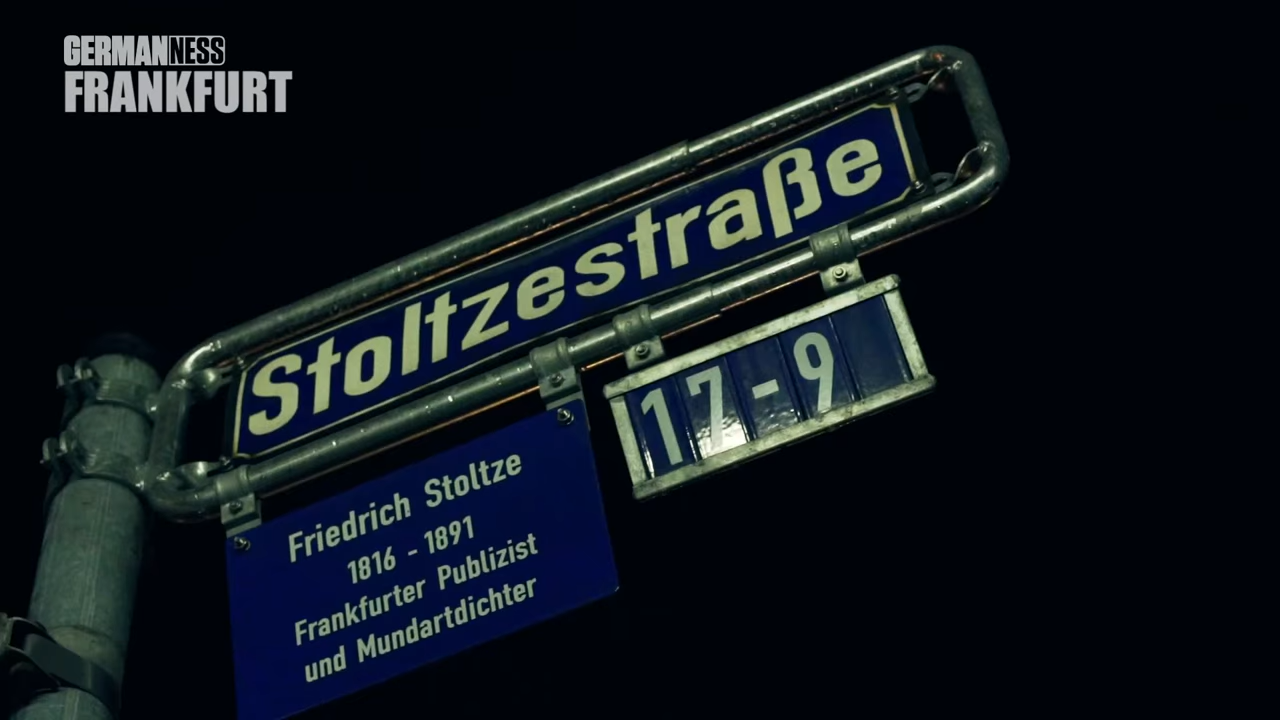 GERMANNESS
FRANKFURT
Stoltzestraße
17-9
Friedrich Stoltze
1816 - 1891
Frankfurter Publizist
und Mundartdichter